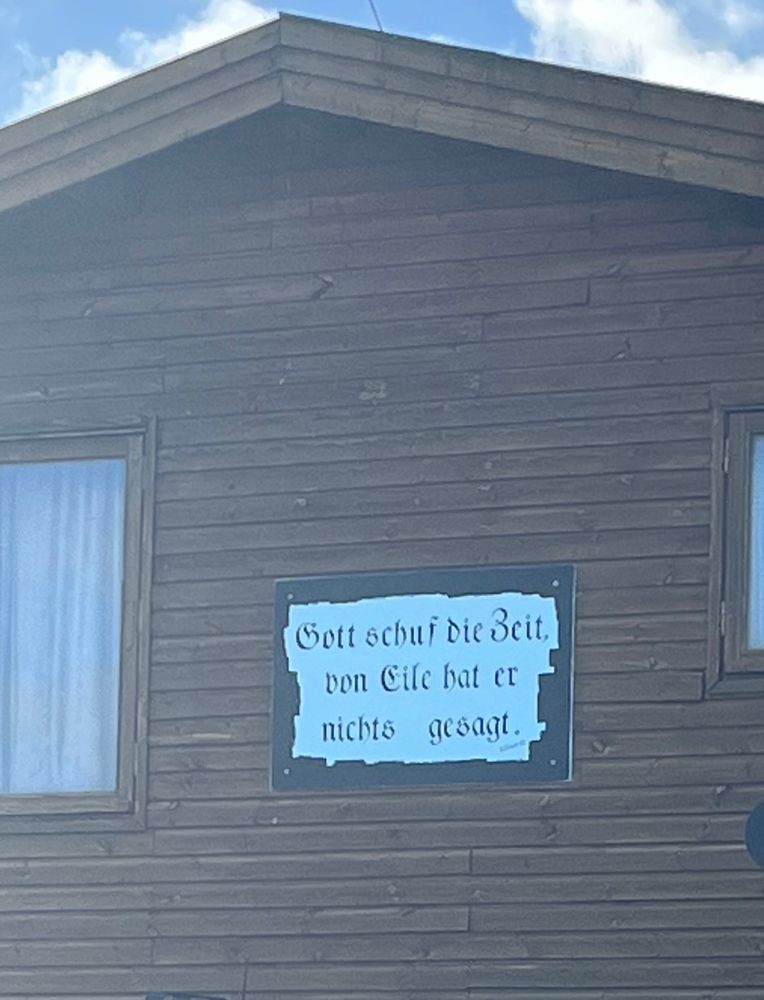 Gott schuf die Zeit,
von Eile hat er
nichts gesagt.